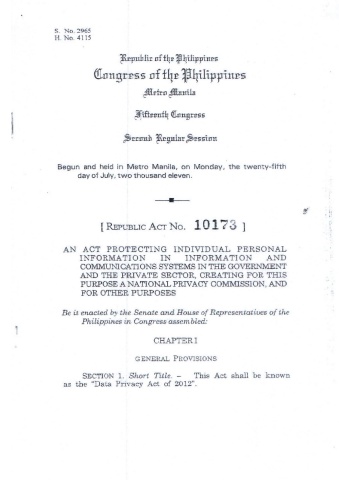 S. No. 2965
H. No. 4115
Republic of the Philippines
Congress of the Philippines
Metro Manila
Fifteenth Congress
Second Regular Session
Begun and held in Metro Manila, on Monday, the twenty-fifth
day of July, two thousand eleven.
[ REPUBLIC ACT NO. 10173 ]
AN ACT PROTECTING INDIVIDUAL PERSONAL
INFORMATION IN INFORMATION AND
COMMUNICATIONS SYSTEMS IN THE GOVERNMENT
AND THE PRIVATE SECTOR, CREATING FOR THIS
PURPOSE A NATIONAL PRIVACY COMMISSION, AND
FOR OTHER PURPOSES
Be it enacted by the Senate and House of Representatives of the
Philippines in Congress assembled:
CHAPTER I
GENERAL PROVISIONS
SECTION 1. Short Title. – This Act shall be known
as the "Data Privacy Act of 2012".